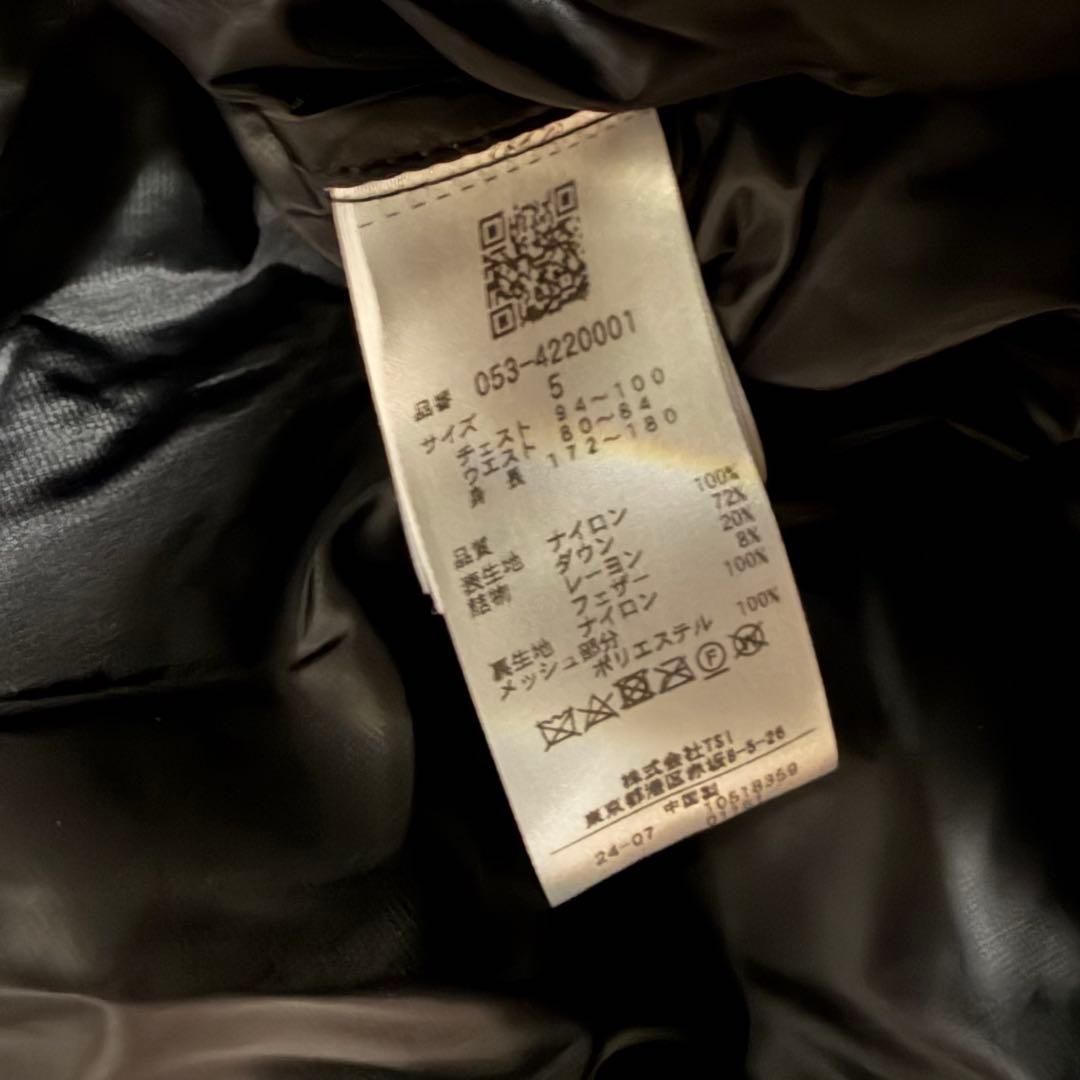 品番 053-4220001
サイズ 5
チェスト 94~100
ウエスト 80~84
身長 172~180
品質
表生地 ナイロン 100%
詰物 ダウン 72%
レーヨン 20%
フェザー 8%
裏生地 ナイロン 100%
メッシュ部分
ポリエステル 100%
F
W
株式会社TSI
東京都港区赤坂8-5-26
中国製
10518359
24-07